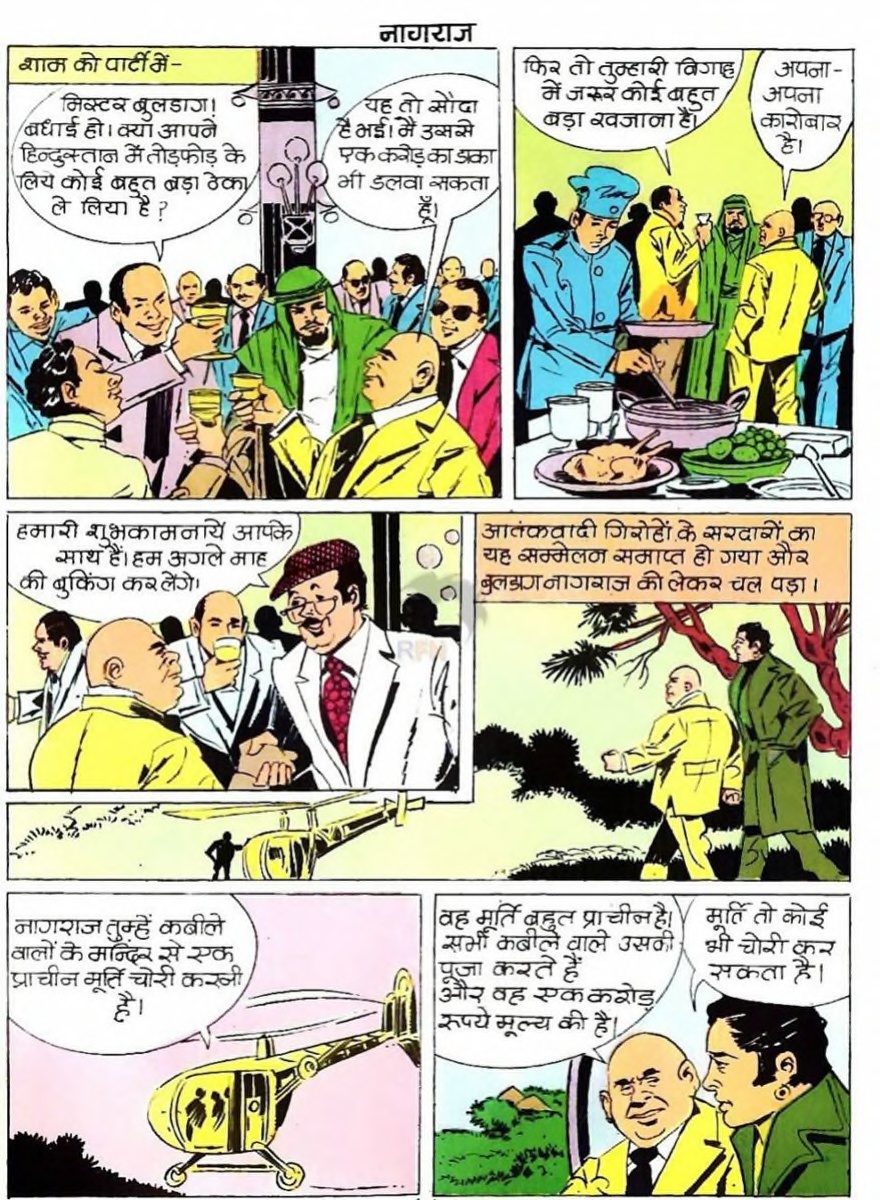 नागराज
शाम को पार्टी में-
मिस्टर बुलडाग!
बधाई हो। क्या आपने
हिन्दुस्तान में तोड़फोड़ के
लिये कोई बहुत बड़ा ठेका
ले लिया है?
यह तो सौदा
है भई। मैं उससे
एक करोड़ का डाका
भी डलवा सकता
हूँ।
फिर तो तुम्हारी निगाह
में जरूर कोई बहुत
बड़ा खजाना है।
अपना-
अपना
कारोबार
है।
हमारी शुभकामनायें आपके
साथ हैं। हम अगले माह
की बुकिंग कर लेंगे।
आतंकवादी गिरोहों के सरदारों का
यह सम्मेलन समाप्त हो गया और
बुलडाग नागराज को लेकर चल पड़ा।
नागराज तुम्हें कबीले
वालों के मन्दिर से एक
प्राचीन मूर्ति चोरी करनी
है।
वह मूर्ति बहुत प्राचीन है।
सभी कबीले वाले उसकी
पूजा करते हैं
और वह एक करोड़
रूपये मूल्य की है।
मूर्ति तो कोई
भी चोरी कर
सकता है।